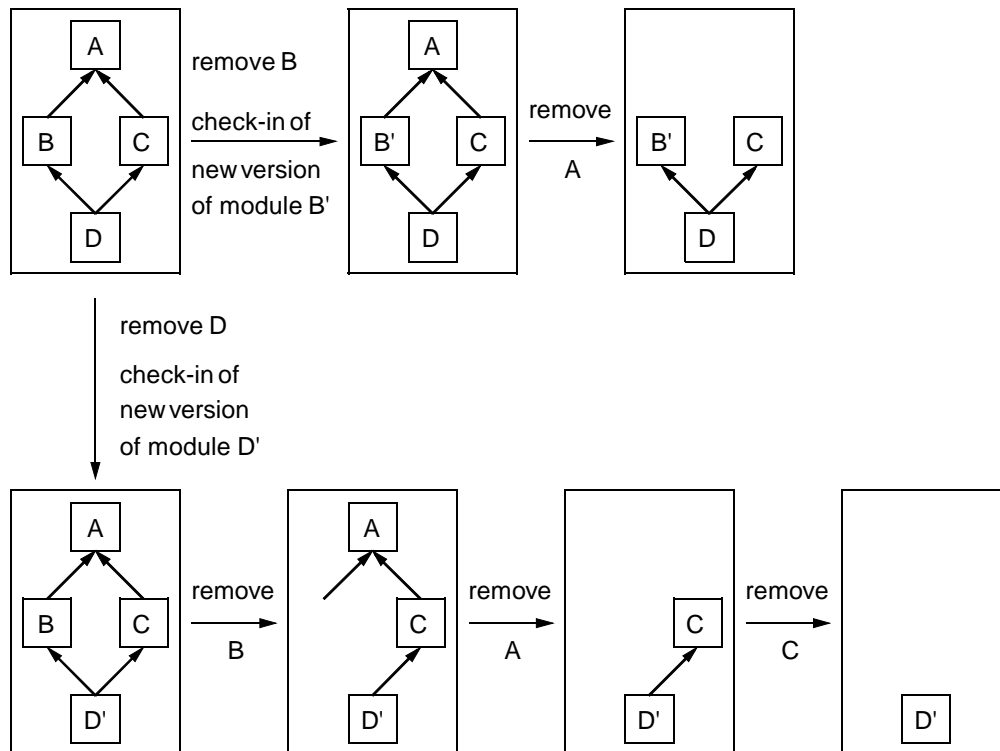 A
B
C
D
remove B
check-in of
new version
of module B'
A
B'
C
D
remove
A
B'
C
D
remove D
check-in of
new version
of module D'
A
B
C
D'
remove
B
A
C
D'
remove
A
C
D'
remove
C
D'